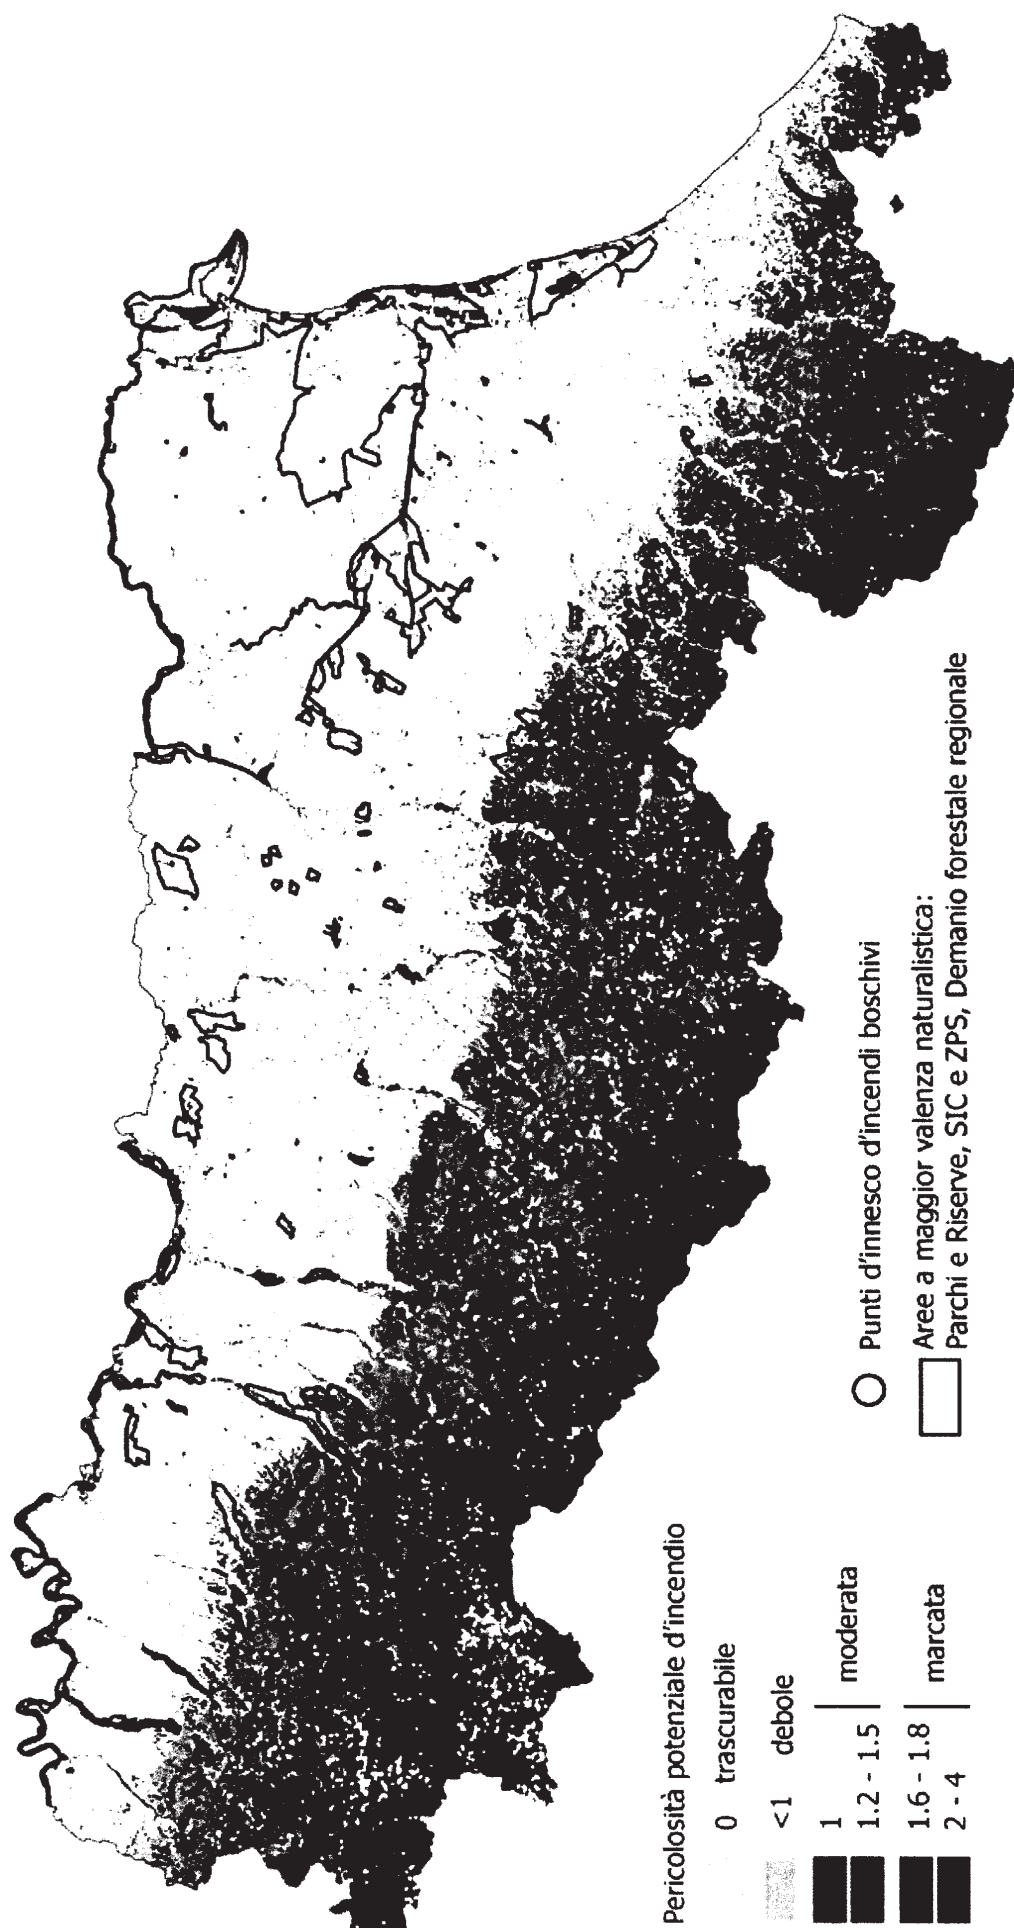 Pericolosità potenziale d'incendio
0 trascurabile
<1 debole
1
moderata
1.2 - 1.5
1.6 - 1.8
marcata
2 - 4
Punti d'innesco d'incendi boschivi
Aree a maggior valenza naturalistica:
Parchi e Riserve, SIC e ZPS, Demanio forestale regionale